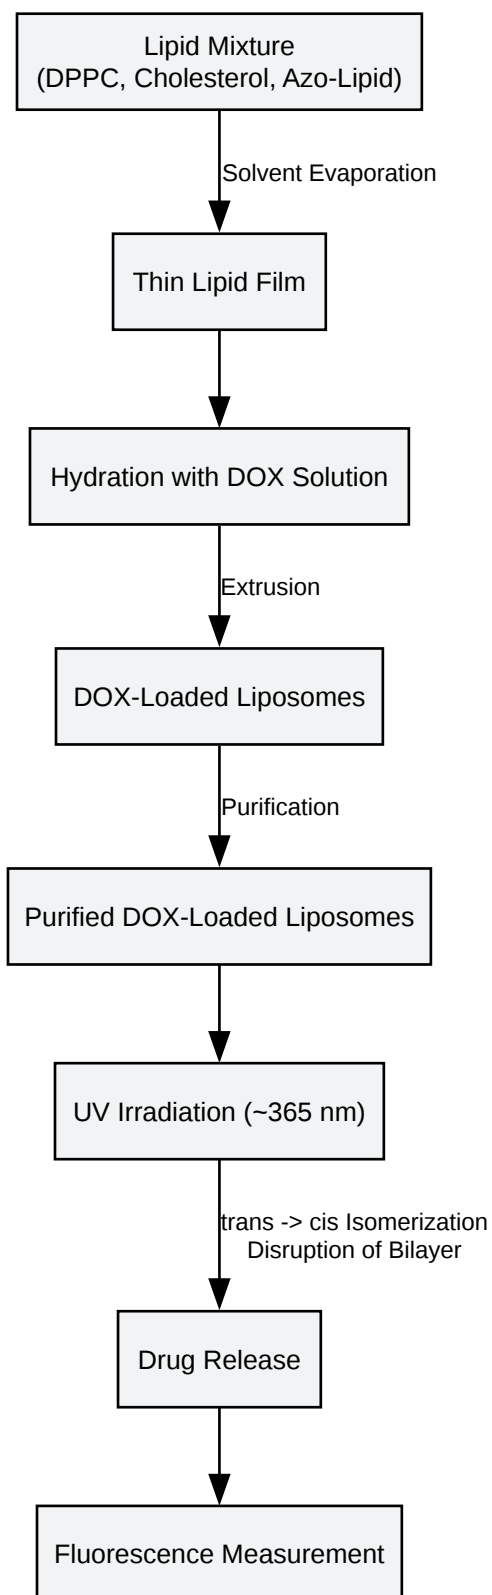 Lipid Mixture
(DPPC, Cholesterol, Azo-Lipid)
Solvent Evaporation
Thin Lipid Film
Hydration with DOX Solution
Extrusion
DOX-Loaded Liposomes
Purification
Purified DOX-Loaded Liposomes
UV Irradiation (~365 nm)
trans -> cis Isomerization
Disruption of Bilayer
Drug Release
Fluorescence Measurement